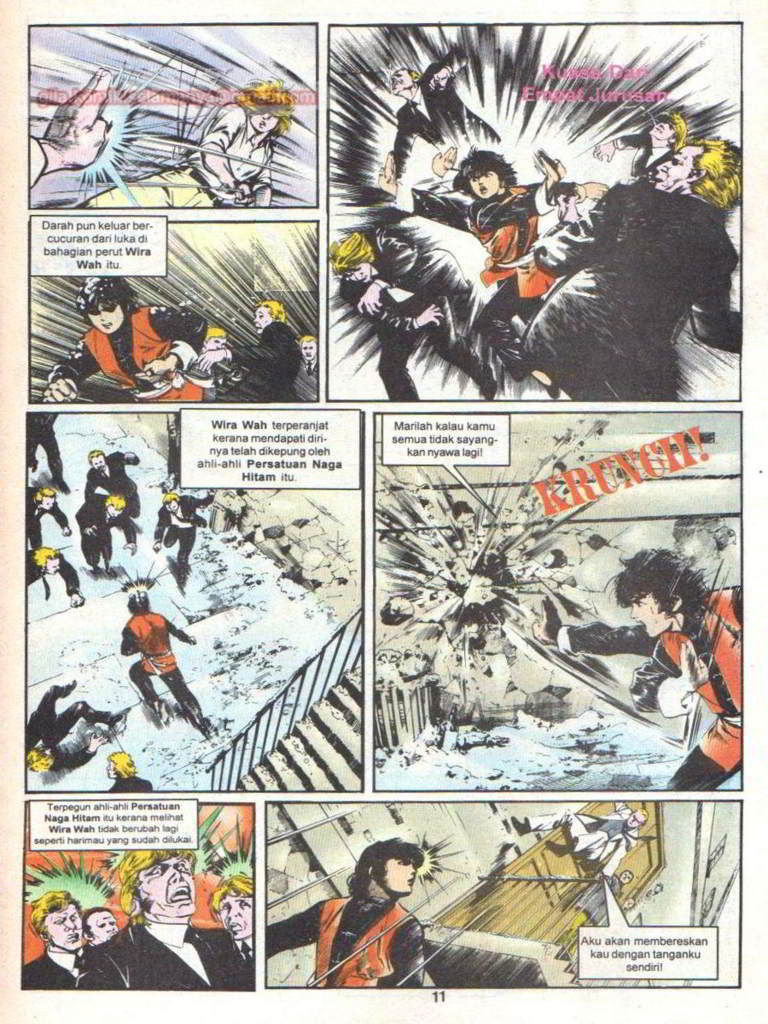 Kuasa Dari
Empat Jurusan
Darah pun keluar ber-
cucuran dari luka di
bahagian perut Wira
Wah itu.
Wira Wah terperanjat
kerana mendapati diri-
nya telah dikepung oleh
ahli-ahli Persatuan Naga
Hitam itu.
Marilah kalau kamu
semua tidak sayang-
kan nyawa lagi!
KRUNCH!
Terpegun ahli-ahli Persatuan
Naga Hitam itu kerana melihat
Wira Wah tidak berubah lagi
seperti harimau yang sudah dilukai.
Aku akan membereskan
kau dengan tanganku
sendiri!
11